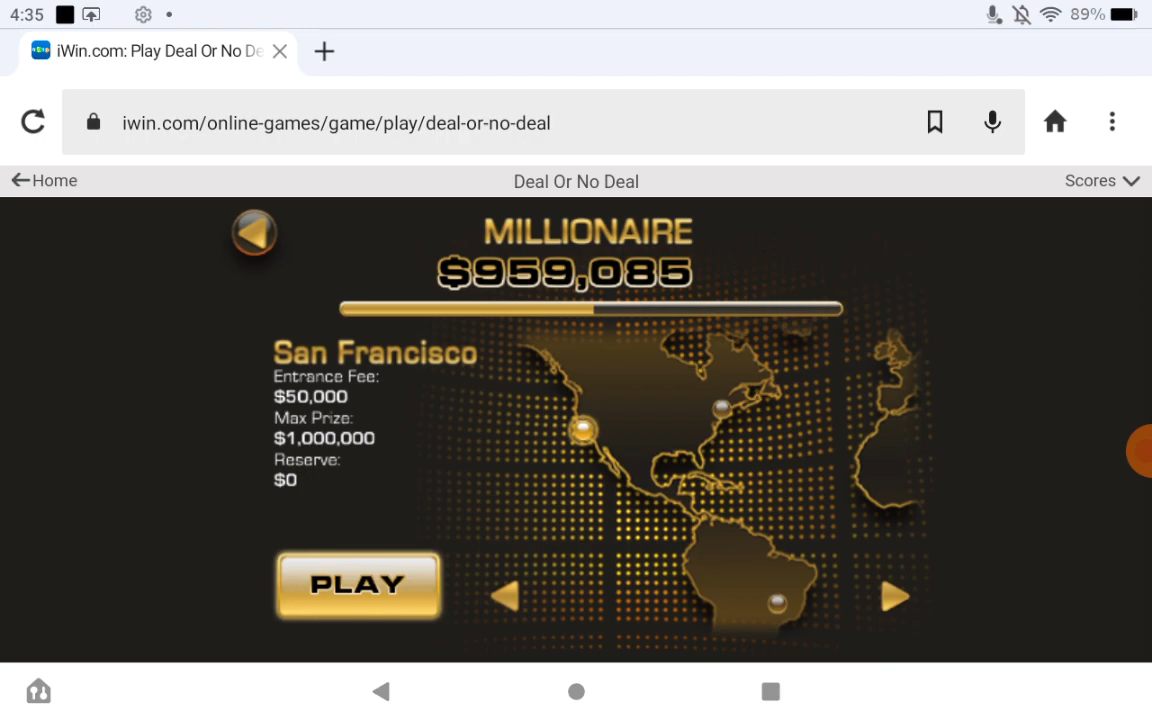 4:35
89%
iWin.com: Play Deal Or No De
iwin.com/online-games/game/play/deal-or-no-deal
Home
Deal Or No Deal
Scores
MILLIONAIRE
$959,085
San Francisco
Entrance Fee:
$50,000
Max Prize:
$1,000,000
Reserve:
$0
PLAY